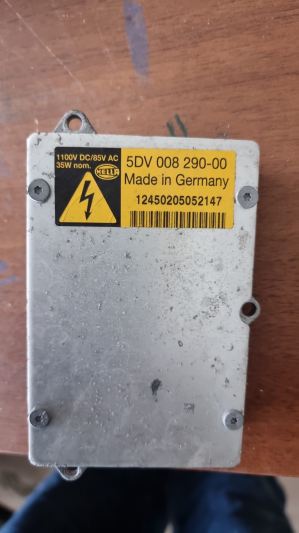 1100V DC/85V AC
35W nom.
HELLA
5DV 008 290-00
Made in Germany
12450205052147